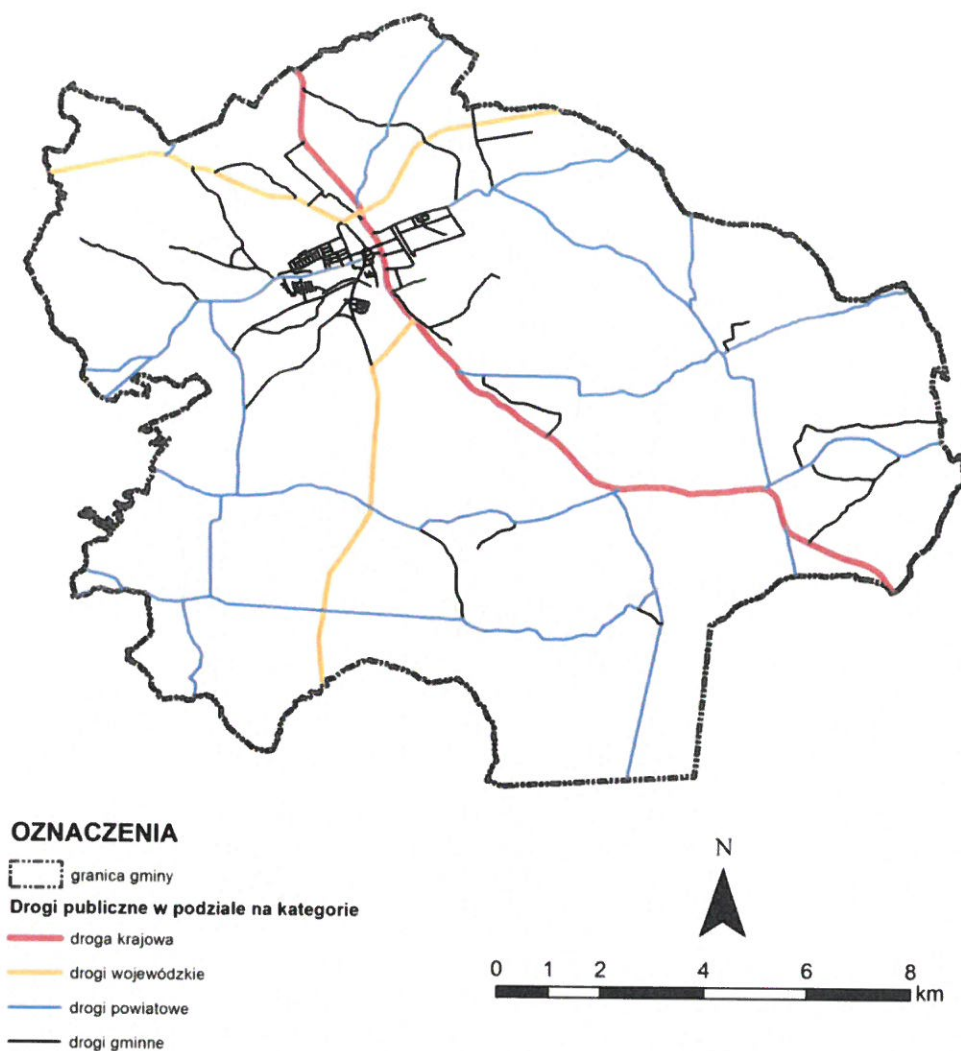 OZNACZENIA
granica gminy
Drogi publiczne w podziale na kategorie
droga krajowa
drogi wojewódzkie
drogi powiatowe
drogi gminne
N
0 1 2 4 6 8
km